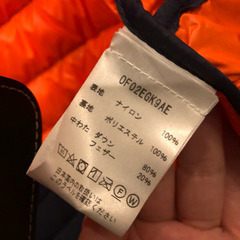 OF02EGK9AE
表地 ナイロン 100%
裏地 ポリエステル 100%
中わた ダウン 80%
フェザー 20%